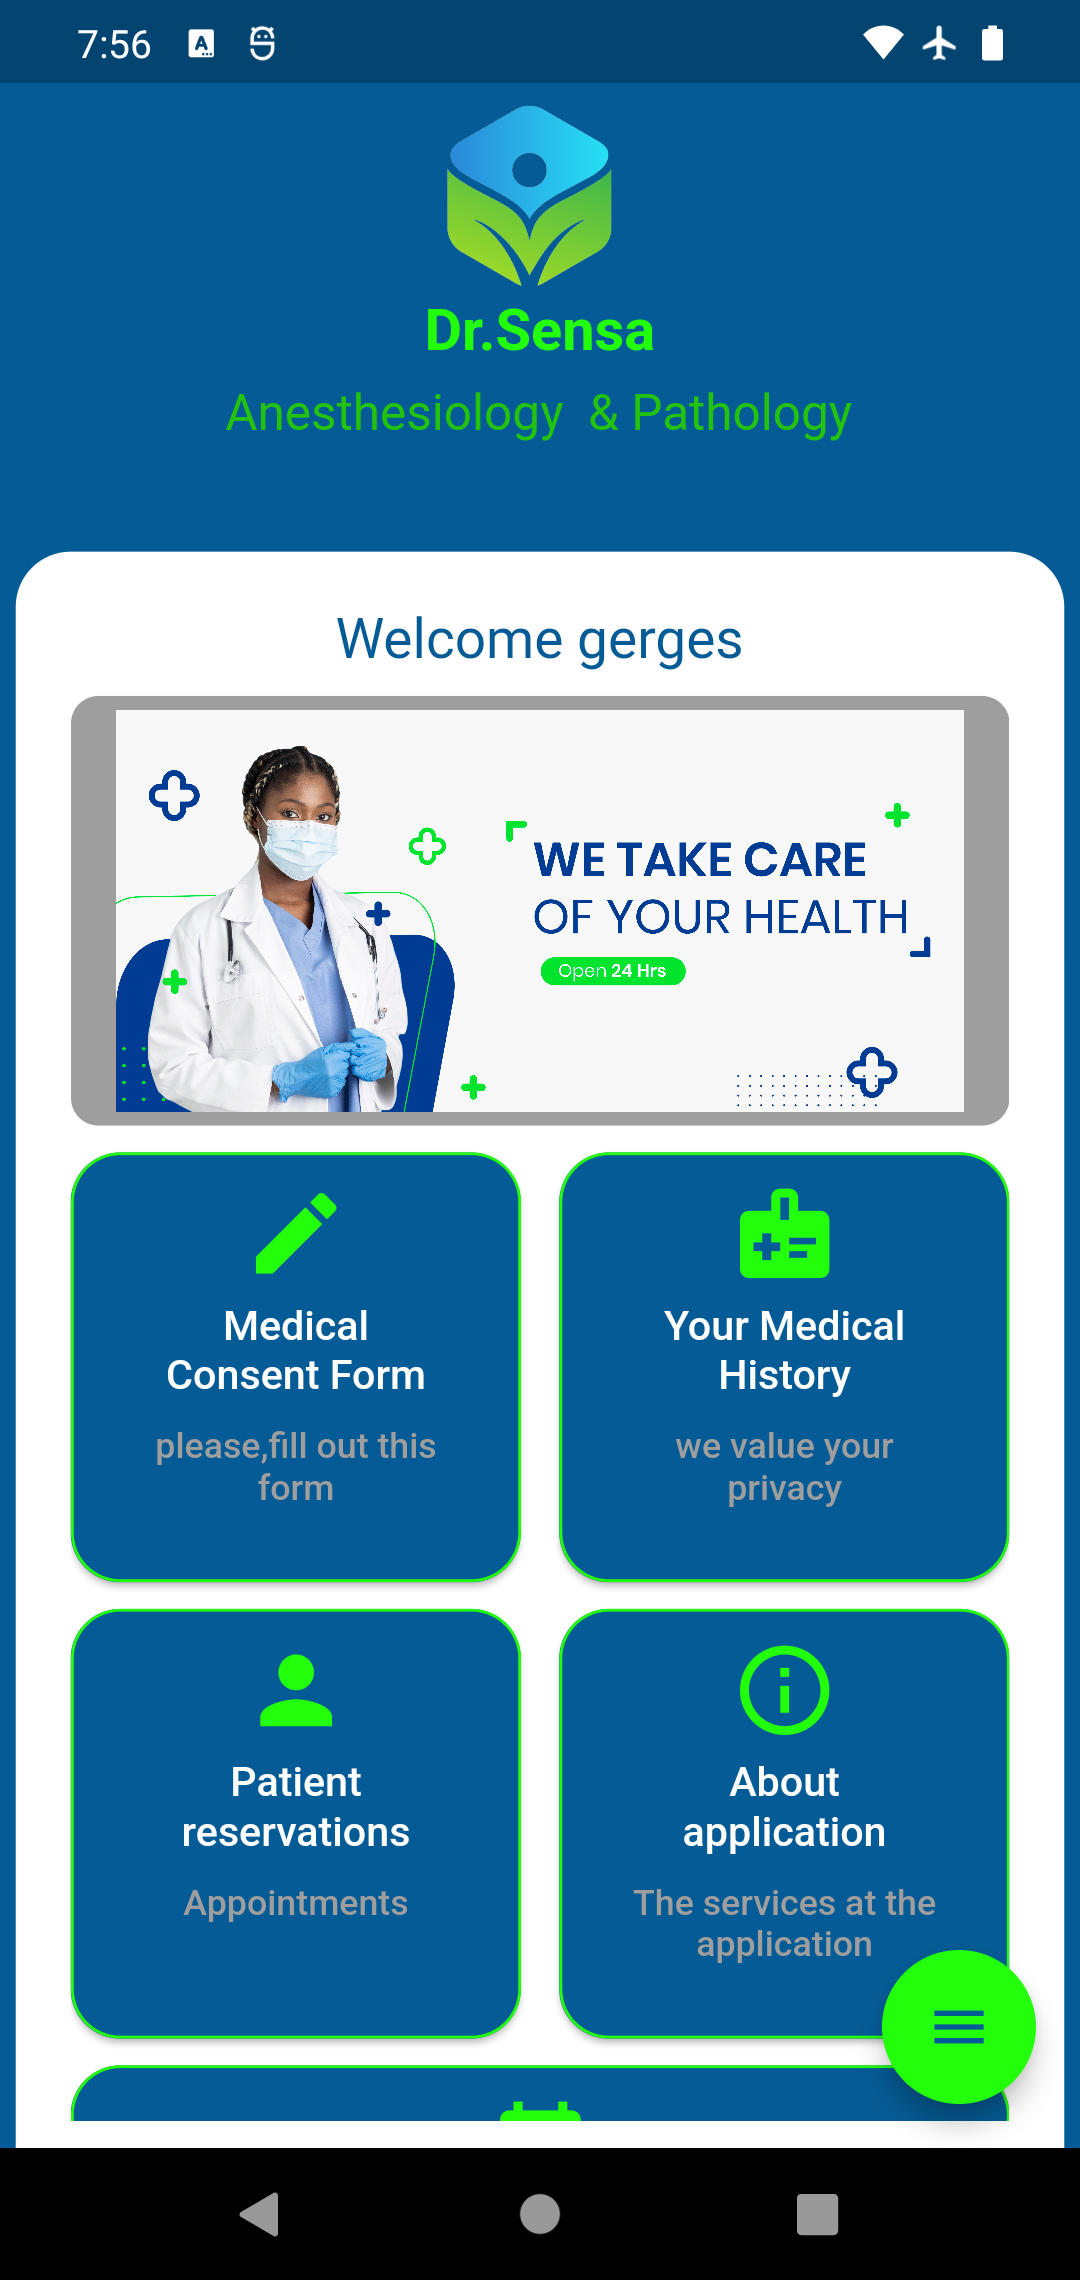 7:56
Dr.Sensa
Anesthesiology & Pathology
Welcome gerges
WE TAKE CARE
OF YOUR HEALTH
Open 24 Hrs
Medical
Consent Form
please,fill out this
form
Your Medical
History
we value your
privacy
Patient
reservations
Appointments
About
application
The services at the
application